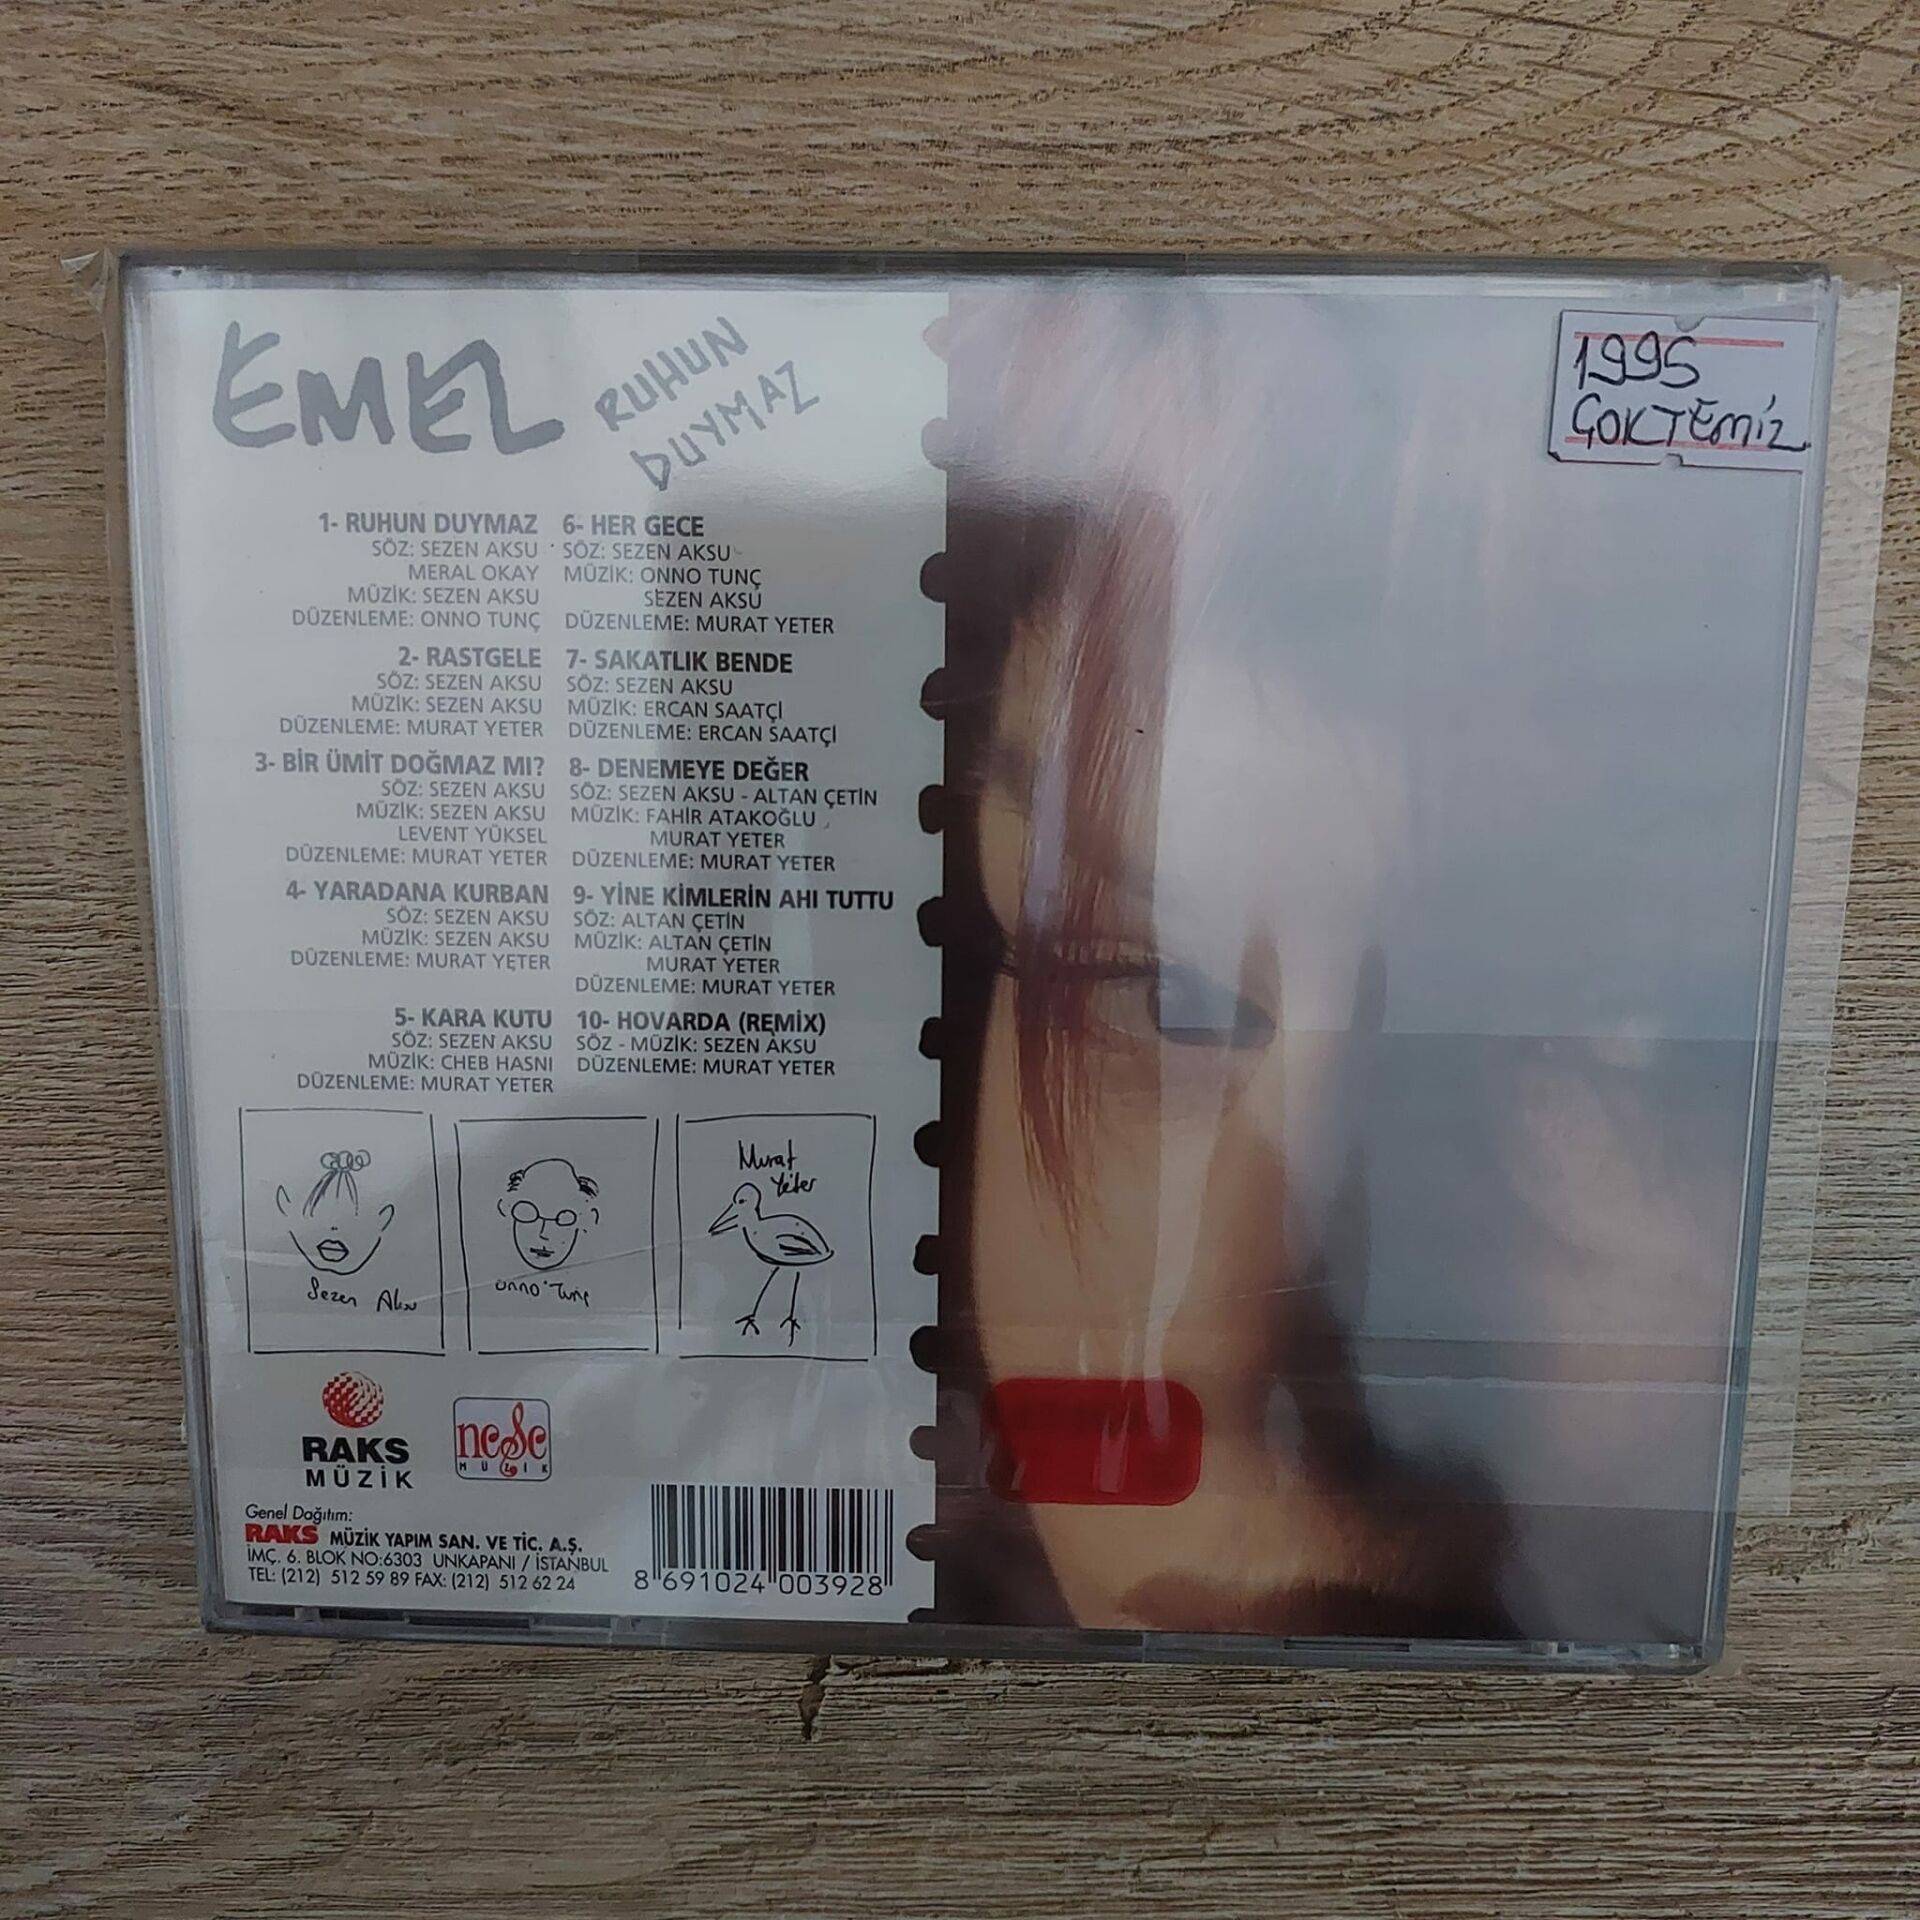 EMEL
RUHUN
DUYMAZ
1995
ÇOK TEMİZ
1- RUHUN DUYMAZ
SÖZ: SEZEN AKSU
MERAL OKAY
MÜZİK: SEZEN AKSU
DÜZENLEME: ONNO TUNÇ
2- RASTGELE
SÖZ: SEZEN AKSU
MÜZİK: SEZEN AKSU
DÜZENLEME: MURAT YETER
3- BİR ÜMİT DOĞMAZ MI?
SÖZ: SEZEN AKSU
MÜZİK: SEZEN AKSU
LEVENT YÜKSEL
DÜZENLEME: MURAT YETER
4- YARADANA KURBAN
SÖZ: SEZEN AKSU
MÜZİK: SEZEN AKSU
DÜZENLEME: MURAT YETER
5- KARA KUTU
SÖZ: SEZEN AKSU
MÜZİK: CHEB HASNI
DÜZENLEME: MURAT YETER
6- HER GECE
SÖZ: SEZEN AKSU
MÜZİK: ONNO TUNÇ
SEZEN AKSU
DÜZENLEME: MURAT YETER
7- SAKATLIK BENDE
SÖZ: SEZEN AKSU
MÜZİK: ERCAN SAATÇİ
DÜZENLEME: ERCAN SAATÇİ
8- DENEMEYE DEĞER
SÖZ: SEZEN AKSU - ALTAN ÇETİN
MÜZİK: FAHİR ATAKOĞLU
MURAT YETER
DÜZENLEME: MURAT YETER
9- YİNE KİMLERİN AHI TUTTU
SÖZ: ALTAN ÇETİN
MÜZİK: ALTAN ÇETİN
MURAT YETER
DÜZENLEME: MURAT YETER
10- HOVARDA (REMİX)
SÖZ - MÜZİK: SEZEN AKSU
DÜZENLEME: MURAT YETER
Sezen Aksu
Onno Tunç
Murat
Yeter
RAKS
MÜZİK
neşe
MÜZİK
Genel Dağıtım:
RAKS MÜZİK YAPIM SAN. VE TİC. A.Ş.
İMÇ. 6. BLOK NO:6303 UNKAPANI / İSTANBUL
TEL: (212) 512 59 89 FAX: (212) 512 62 24
8 691024 003928